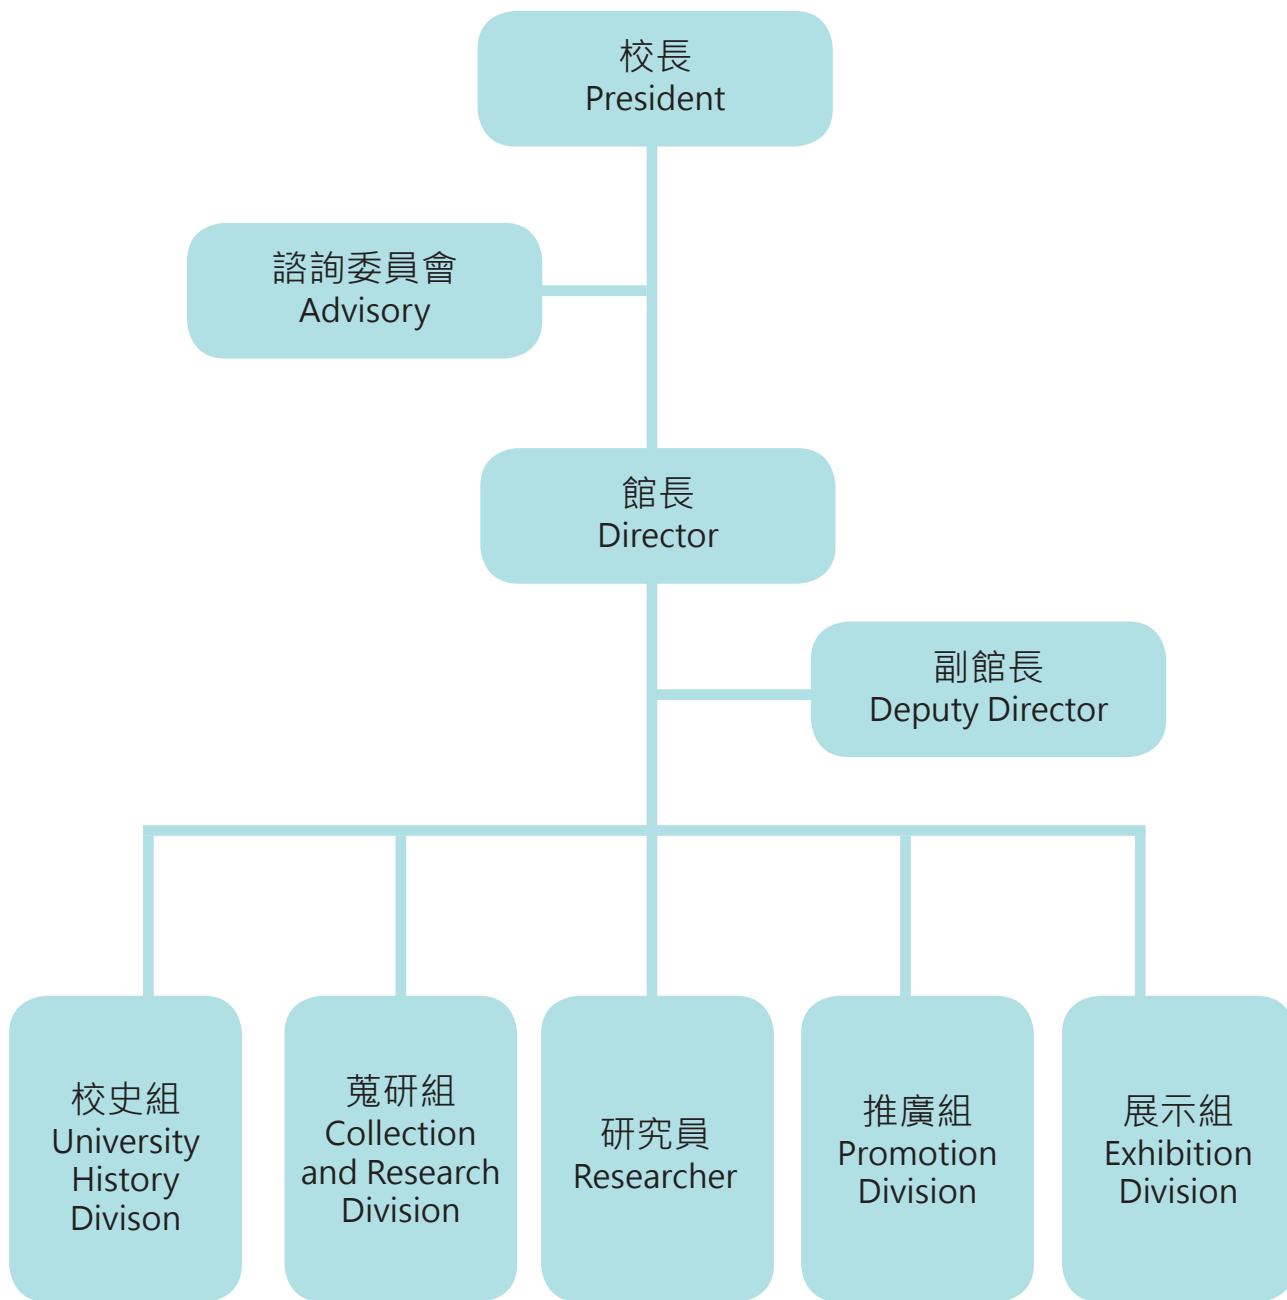 校長
President
諮詢委員會
Advisory
館長
Director
副館長
Deputy Director
校史組
University
History
Divison
蒐研組
Collection
and Research
Division
研究員
Researcher
推廣組
Promotion
Division
展示組
Exhibition
Division